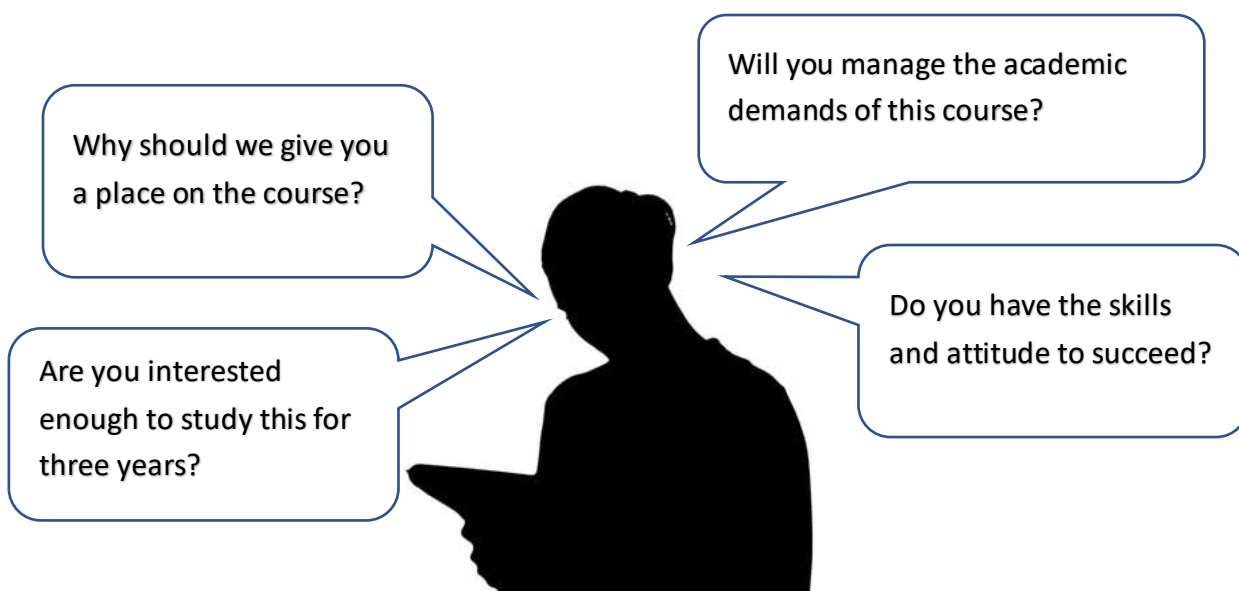 Why should we give you
a place on the course?
Will you manage the academic
demands of this course?
Are you interested
enough to study this for
three years?
Do you have the skills
and attitude to succeed?